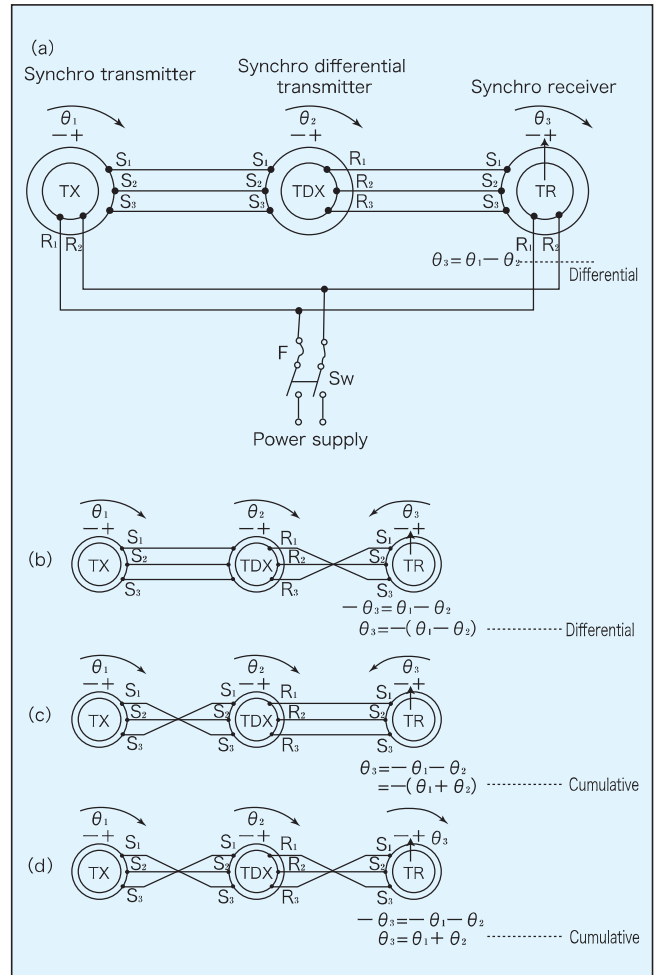 (a)
Synchro transmitter
Synchro differential
transmitter
Synchro receiver
θ₁
− +
θ₂
− +
θ₃
− +
TX
S₁
S₂
S₃
S₁
S₂
S₃
TDX
R₁
R₂
R₃
S₁
S₂
S₃
TR
R₁ R₂
R₁ R₂
θ₃=θ₁− θ₂
Differential
F
Sw
Power supply
(b)
θ₁
− +
θ₂
− +
θ₃
− +
TX
S₁
S₂
S₃
TDX
R₁
R₂
R₃
S₁
S₂
S₃
TR
− θ₃=θ₁− θ₂
θ₃=−(θ₁− θ₂) Differential
(c)
θ₁
− +
θ₂
− +
θ₃
− +
TX
S₁
S₂
S₃
S₁
S₂
S₃
TDX
R₁
R₂
R₃
S₁
S₂
S₃
TR
θ₃=− θ₁− θ₂
=−(θ₁+ θ₂) Cumulative
(d)
θ₁
− +
θ₂
− +
− + θ₃
TX
S₁
S₂
S₃
S₁
S₂
S₃
TDX
R₁
R₂
R₃
S₁
S₂
S₃
TR
− θ₃=− θ₁− θ₂
θ₃=θ₁+ θ₂ Cumulative